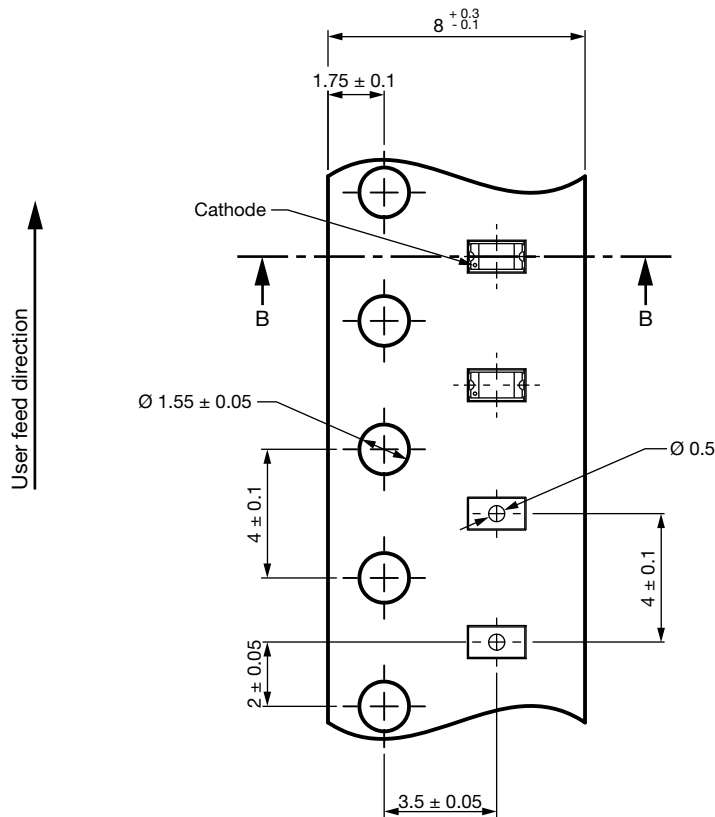 8 + 0.3 - 0.1
1.75 ± 0.1
Cathode
B
B
User feed direction
Ø 1.55 ± 0.05
Ø 0.5
4 ± 0.1
4 ± 0.1
2 ± 0.05
3.5 ± 0.05